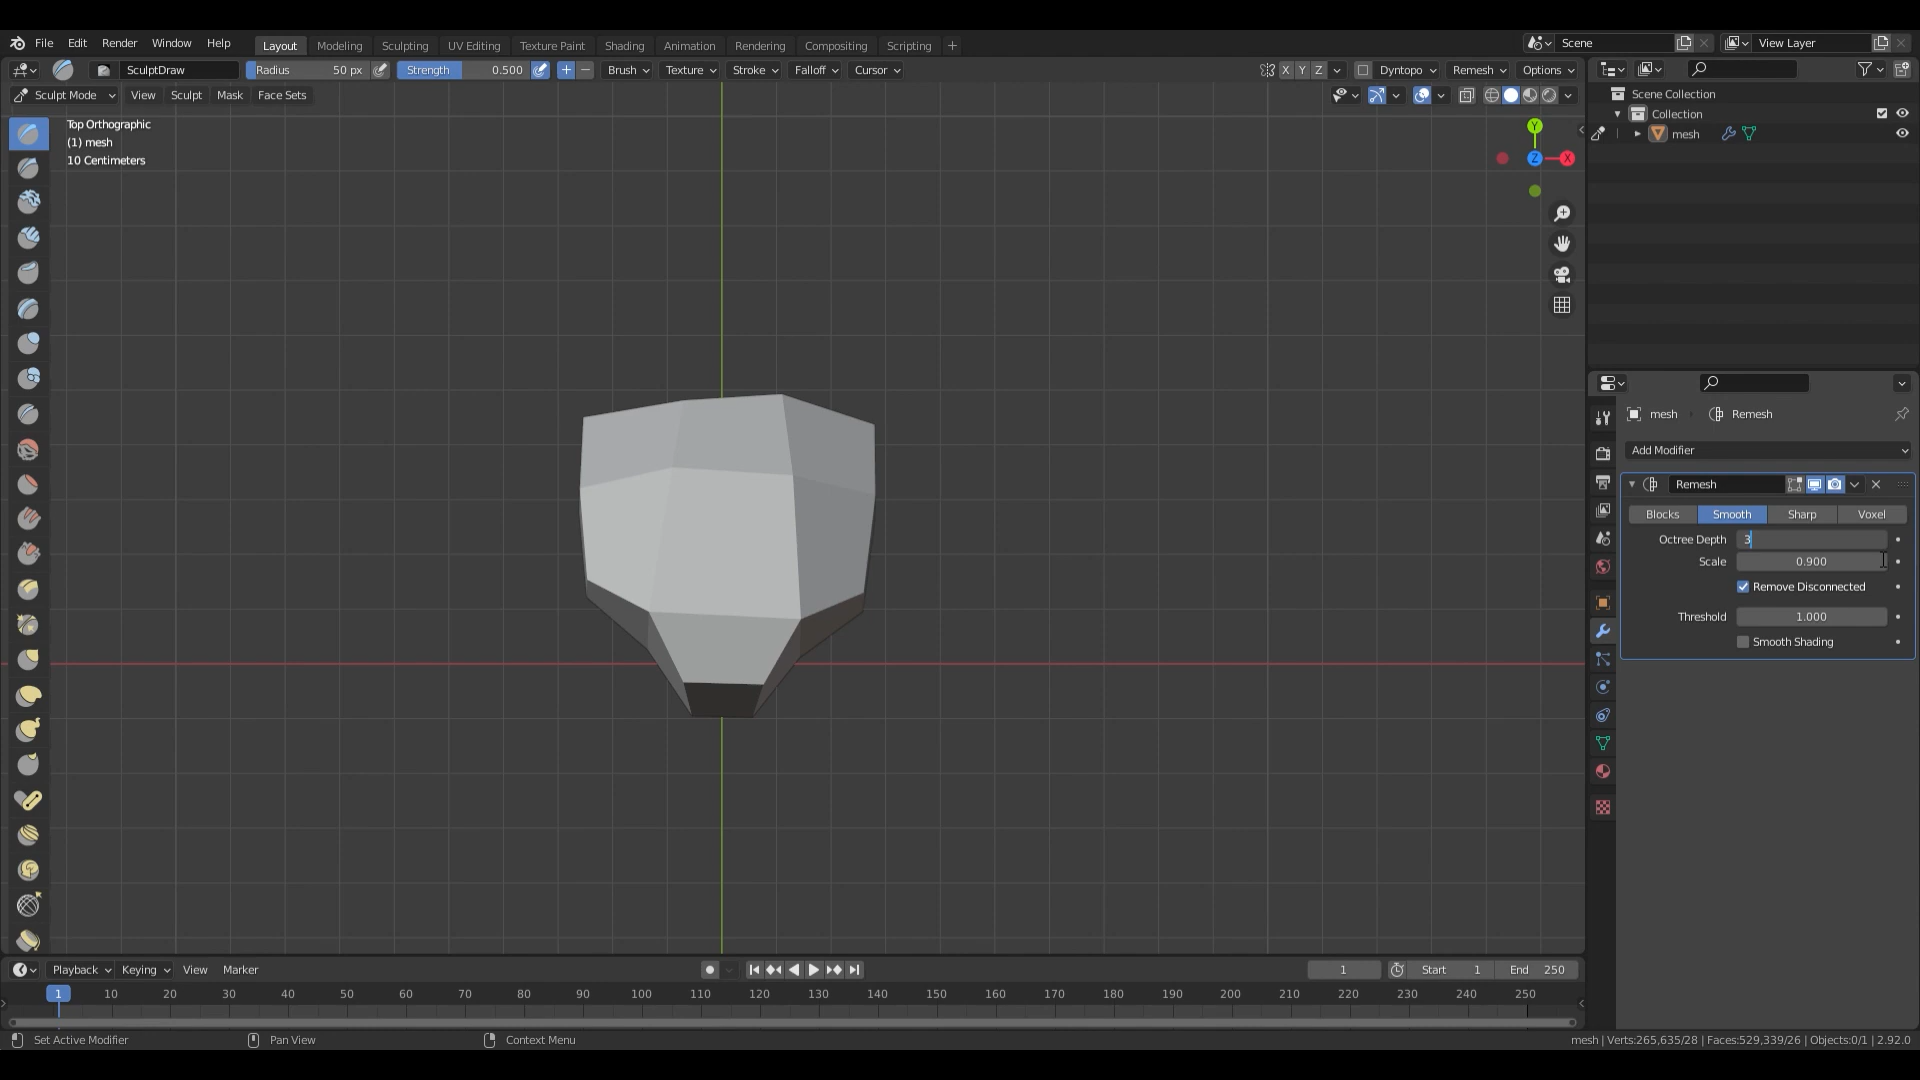 File Edit Render Window Help Layout Modeling Sculpting UV Editing Texture Paint Shading Animation Rendering Compositing Scripting + Scene View Layer
SculptDraw Radius 50 px Strength 0.500 + − Brush Texture Stroke Falloff Cursor X Y Z Dyntopo Remesh Options
Sculpt Mode View Sculpt Mask Face Sets
Top Orthographic
(1) mesh
10 Centimeters
Y
Z X
Scene Collection
Collection
mesh
mesh Remesh
Add Modifier
Remesh
Blocks Smooth Sharp Voxel
Octree Depth 3
Scale 0.900
Remove Disconnected
Threshold 1.000
Smooth Shading
Playback Keying View Marker 1 Start 1 End 250
1 10 20 30 40 50 60 70 80 90 100 110 120 130 140 150 160 170 180 190 200 210 220 230 240 250
Set Active Modifier Pan View Context Menu mesh | Verts:265,635/28 | Faces:529,339/26 | Objects:0/1 | 2.92.0